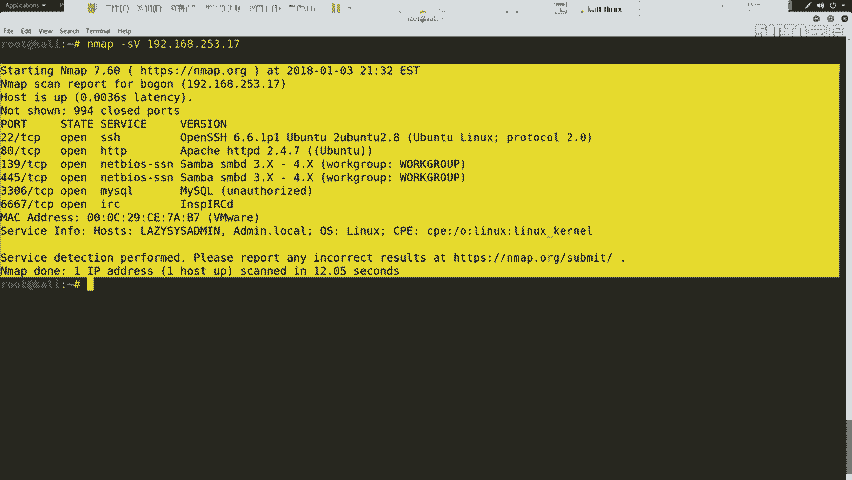 Applications
File Edit View Search Terminal Help
root@kali:~# nmap -sV 192.168.253.17
Starting Nmap 7.60 ( https://nmap.org ) at 2018-01-03 21:32 EST
Nmap scan report for bogon (192.168.253.17)
Host is up (0.0036s latency).
Not shown: 994 closed ports
PORT STATE SERVICE VERSION
22/tcp open ssh OpenSSH 6.6.1p1 Ubuntu 2ubuntu2.8 (Ubuntu Linux; protocol 2.0)
80/tcp open http Apache httpd 2.4.7 ((Ubuntu))
139/tcp open netbios-ssn Samba smbd 3.X - 4.X (workgroup: WORKGROUP)
445/tcp open netbios-ssn Samba smbd 3.X - 4.X (workgroup: WORKGROUP)
3306/tcp open mysql MySQL (unauthorized)
6667/tcp open irc InspIRCd
MAC Address: 00:0C:29:CE:7A:B7 (VMware)
Service Info: Hosts: LAZYSYSADMIN, Admin.local; OS: Linux; CPE: cpe:/o:linux:linux_kernel
Service detection performed. Please report any incorrect results at https://nmap.org/submit/ .
Nmap done: 1 IP address (1 host up) scanned in 12.05 seconds
root@kali:~#